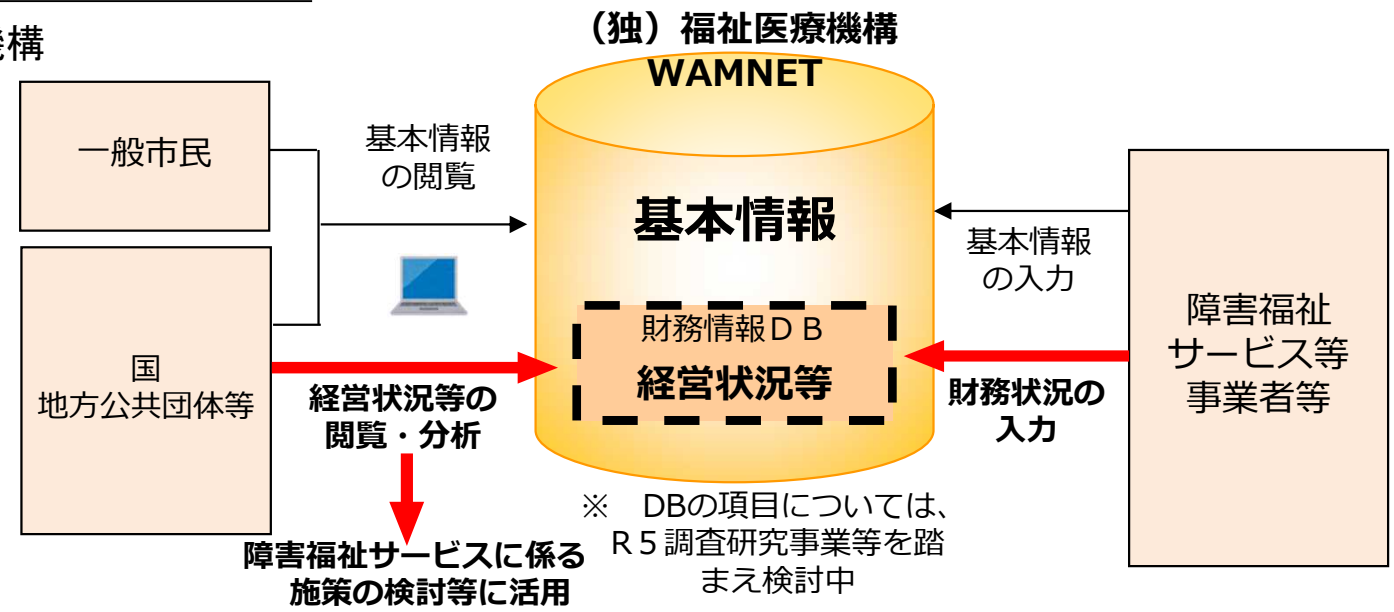 機構
（独）福祉医療機構
WAMNET
一般市民
基本情報
の閲覧
国
地方公共団体等
経営状況等の
閲覧・分析
障害福祉サービスに係る
施策の検討等に活用
基本情報
財務情報ＤＢ
経営状況等
※　DBの項目については、
Ｒ５調査研究事業等を踏
まえ検討中
基本情報
の入力
財務状況の
入力
障害福祉
サービス等
事業者等